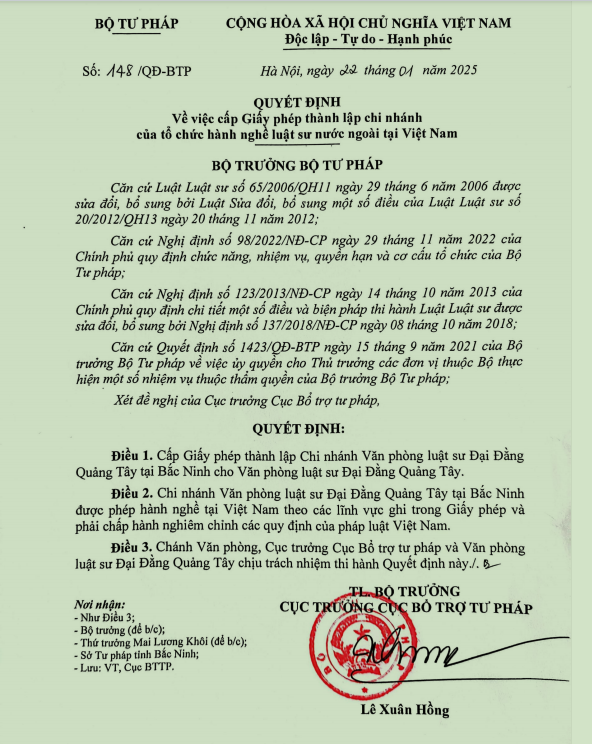 BỘ TƯ PHÁP
CỘNG HÒA XÃ HỘI CHỦ NGHĨA VIỆT NAM
Độc lập - Tự do - Hạnh phúc
Số: 148 /QĐ-BTP
Hà Nội, ngày 22 tháng 01 năm 2025
QUYẾT ĐỊNH
Về việc cấp Giấy phép thành lập chi nhánh
của tổ chức hành nghề luật sư nước ngoài tại Việt Nam
BỘ TRƯỞNG BỘ TƯ PHÁP
Căn cứ Luật Luật sư số 65/2006/QH11 ngày 29 tháng 6 năm 2006 được
sửa đổi, bổ sung bởi Luật Sửa đổi, bổ sung một số điều của Luật Luật sư số
20/2012/QH13 ngày 20 tháng 11 năm 2012;
Căn cứ Nghị định số 98/2022/NĐ-CP ngày 29 tháng 11 năm 2022 của
Chính phủ quy định chức năng, nhiệm vụ, quyền hạn và cơ cấu tổ chức của Bộ
Tư pháp;
Căn cứ Nghị định số 123/2013/NĐ-CP ngày 14 tháng 10 năm 2013 của
Chính phủ quy định chi tiết một số điều và biện pháp thi hành Luật Luật sư được
sửa đổi, bổ sung bởi Nghị định số 137/2018/NĐ-CP ngày 08 tháng 10 năm 2018;
Căn cứ Quyết định số 1423/QĐ-BTP ngày 15 tháng 9 năm 2021 của Bộ
trưởng Bộ Tư pháp về việc ủy quyền cho Thủ trưởng các đơn vị thuộc Bộ thực
hiện một số nhiệm vụ thuộc thẩm quyền của Bộ trưởng Bộ Tư pháp;
Xét đề nghị của Cục trưởng Cục Bổ trợ tư pháp,
QUYẾT ĐỊNH:
Điều 1. Cấp Giấy phép thành lập Chi nhánh Văn phòng luật sư Đại Đằng
Quảng Tây tại Bắc Ninh cho Văn phòng luật sư Đại Đằng Quảng Tây.
Điều 2. Chi nhánh Văn phòng luật sư Đại Đằng Quảng Tây tại Bắc Ninh
được phép hành nghề tại Việt Nam theo các lĩnh vực ghi trong Giấy phép và
phải chấp hành nghiêm chỉnh các quy định của pháp luật Việt Nam.
Điều 3. Chánh Văn phòng, Cục trưởng Cục Bổ trợ tư pháp và Văn phòng
luật sư Đại Đằng Quảng Tây chịu trách nhiệm thi hành Quyết định này./.
Nơi nhận:
- Như Điều 3;
- Bộ trưởng (để b/c);
- Thứ trưởng Mai Lương Khôi (để b/c);
- Sở Tư pháp tỉnh Bắc Ninh;
- Lưu: VT, Cục BTTP.
TL. BỘ TRƯỞNG
CỤC TRƯỞNG CỤC BỔ TRỢ TƯ PHÁP
BỘ TƯ PHÁP
Lê Xuân Hồng